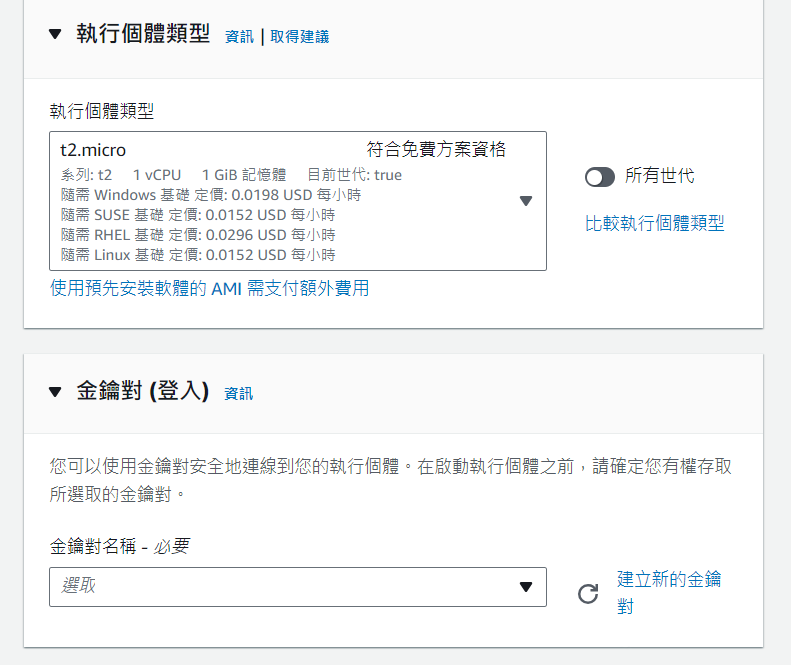 執行個體類型 資訊 | 取得建議
執行個體類型
t2.micro 符合免費方案資格
系列: t2 1 vCPU 1 GiB 記憶體 目前世代: true
隨需 Windows 基礎 定價: 0.0198 USD 每小時
隨需 SUSE 基礎 定價: 0.0152 USD 每小時
隨需 RHEL 基礎 定價: 0.0296 USD 每小時
隨需 Linux 基礎 定價: 0.0152 USD 每小時
所有世代
比較執行個體類型
使用預先安裝軟體的 AMI 需支付額外費用
金鑰對 (登入) 資訊
您可以使用金鑰對安全地連線到您的執行個體。在啟動執行個體之前，請確定您有權存取
所選取的金鑰對。
金鑰對名稱 - 必要
選取
建立新的金鑰
對